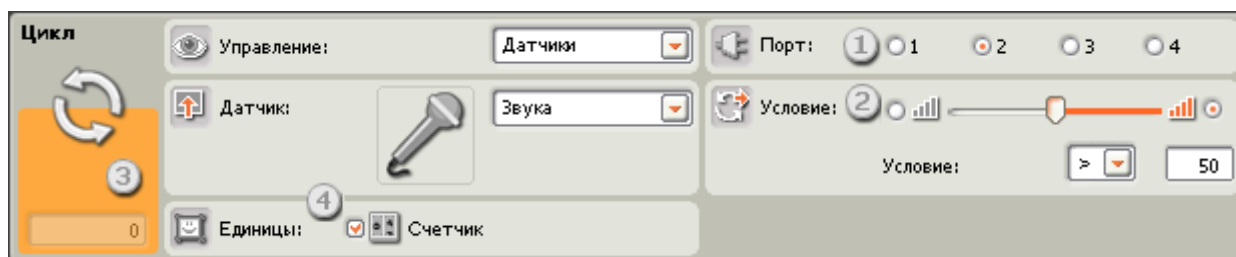 Цикл
3
0
Управление: Датчики
Датчик: Звука
4
Единицы: Счетчик
Порт: 1 1 2 3 4
Условие: 2
Условие: > 50